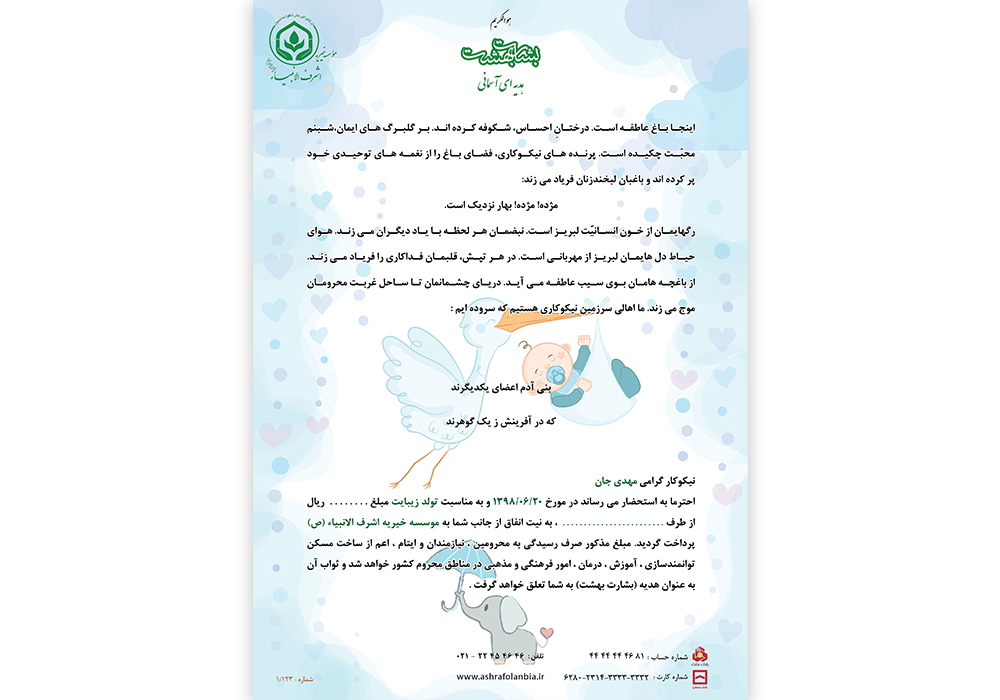 هوالکریم
بشارت بهشت
هدیه ای آسمانی
مؤسسه خیریه
اشرف الانبیاء
اینجا باغ عاطفه است. درختانِ احساس، شکوفه کرده اند. بر گلبرگ های ایمان،شبنم
محبّت چکیده است. پرنده های نیکوکاری، فضای باغ را از نغمه های توحیدی خود
پر کرده اند و باغبان لبخندزنان فریاد می زند:
مژده! مژده! بهار نزدیک است.
رگهایمان از خون انسانیّت لبریز است. نبضمان هر لحظه با یاد دیگران می زند. هوای
حیاط دل هایمان لبریز از مهربانی است. در هر تپش، قلبمان فداکاری را فریاد می زند.
از باغچه هامان بوی سیب عاطفه می آید. دریای چشمانمان تا ساحل غربت محرومان
موج می زند. ما اهالی سرزمین نیکوکاری هستیم که سروده ایم :
بنی آدم اعضای یکدیگرند
که در آفرینش ز یک گوهرند
نیکوکار گرامی مهدی جان
احترما به استحضار می رساند در مورخ ۱۳۹۸/۰۶/۲۰ و به مناسبت تولد زیبایت مبلغ ........ ریال
از طرف ........................ ، به نیت انفاق از جانب شما به موسسه خیریه اشرف الانبیاء (ص)
پرداخت گردید. مبلغ مذکور صرف رسیدگی به محرومین ، نیازمندان و ایتام ، اعم از ساخت مسکن
توانمندسازی ، آموزش ، درمان ، امور فرهنگی و مذهبی در مناطق محروم کشور خواهد شد و ثواب آن
به عنوان هدیه (بشارت بهشت) به شما تعلق خواهد گرفت .
شماره حساب : ۸۱ ۴۶ ۴۴ ۴۴ ۴۴
تلفن : ۴۶ ۴۶ ۴۵ ۲۲ - ۰۲۱
شماره کارت : ۳۳۳۲-۳۳۳۳-۲۳۱۴-۶۲۸۰
www.ashrafolanbia.ir
شماره : ۱/۱۲۳